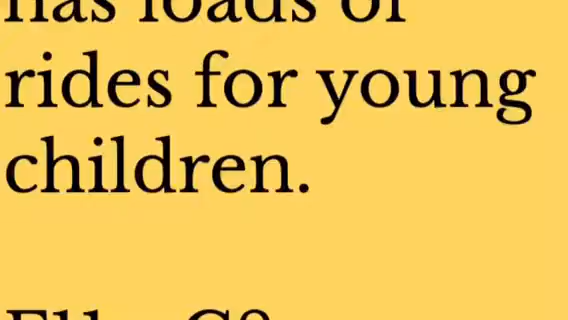 has loads of
rides for young
children.